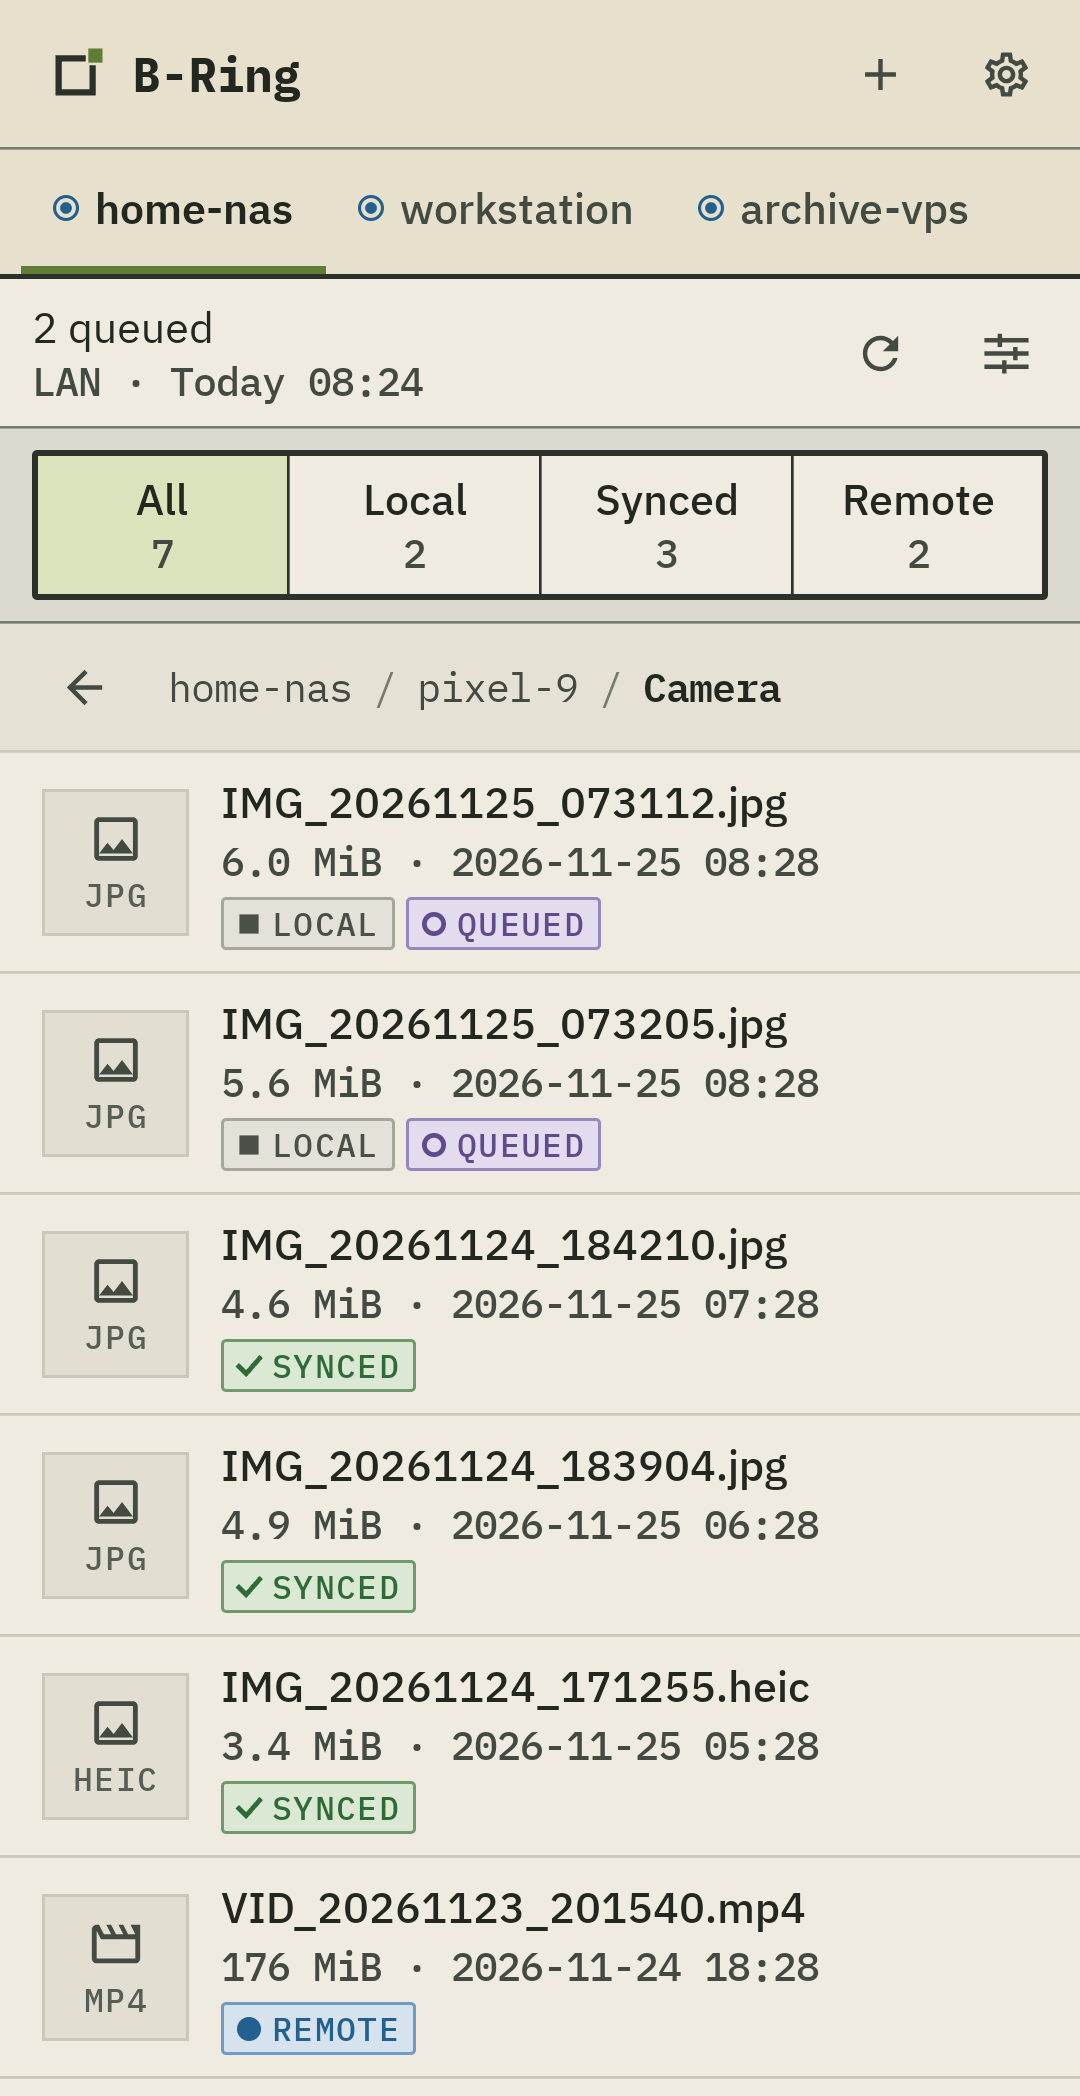 B-Ring
home-nas workstation archive-vps
2 queued
LAN · Today 08:24
All Local Synced Remote
7 2 3 2
home-nas / pixel-9 / Camera
IMG_20261125_073112.jpg
6.0 MiB · 2026-11-25 08:28
JPG
LOCAL QUEUED
IMG_20261125_073205.jpg
5.6 MiB · 2026-11-25 08:28
JPG
LOCAL QUEUED
IMG_20261124_184210.jpg
4.6 MiB · 2026-11-25 07:28
JPG
SYNCED
IMG_20261124_183904.jpg
4.9 MiB · 2026-11-25 06:28
JPG
SYNCED
IMG_20261124_171255.heic
3.4 MiB · 2026-11-25 05:28
HEIC
SYNCED
VID_20261123_201540.mp4
176 MiB · 2026-11-24 18:28
MP4
REMOTE